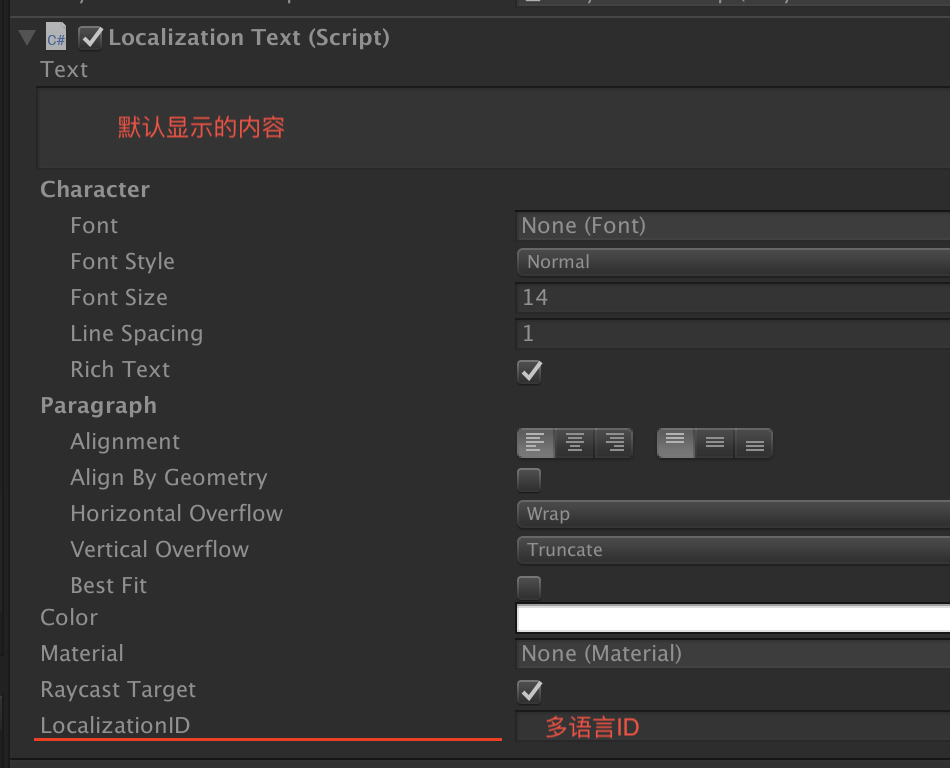 C# Localization Text (Script)
Text
默认显示的内容
Character
Font None (Font)
Font Style Normal
Font Size 14
Line Spacing 1
Rich Text
Paragraph
Alignment
Align By Geometry
Horizontal Overflow Wrap
Vertical Overflow Truncate
Best Fit
Color
Material None (Material)
Raycast Target
LocalizationID 多语言ID